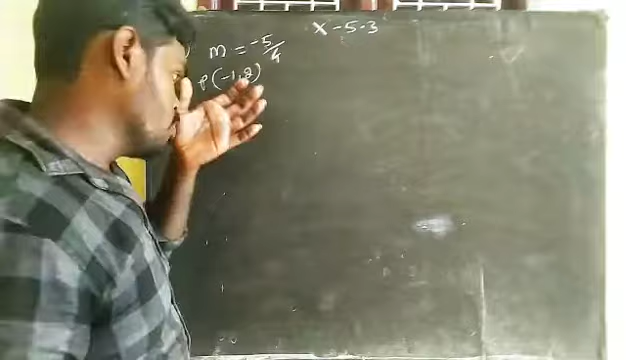 X - 5.3
) m = -5/4
P(-1, 2)